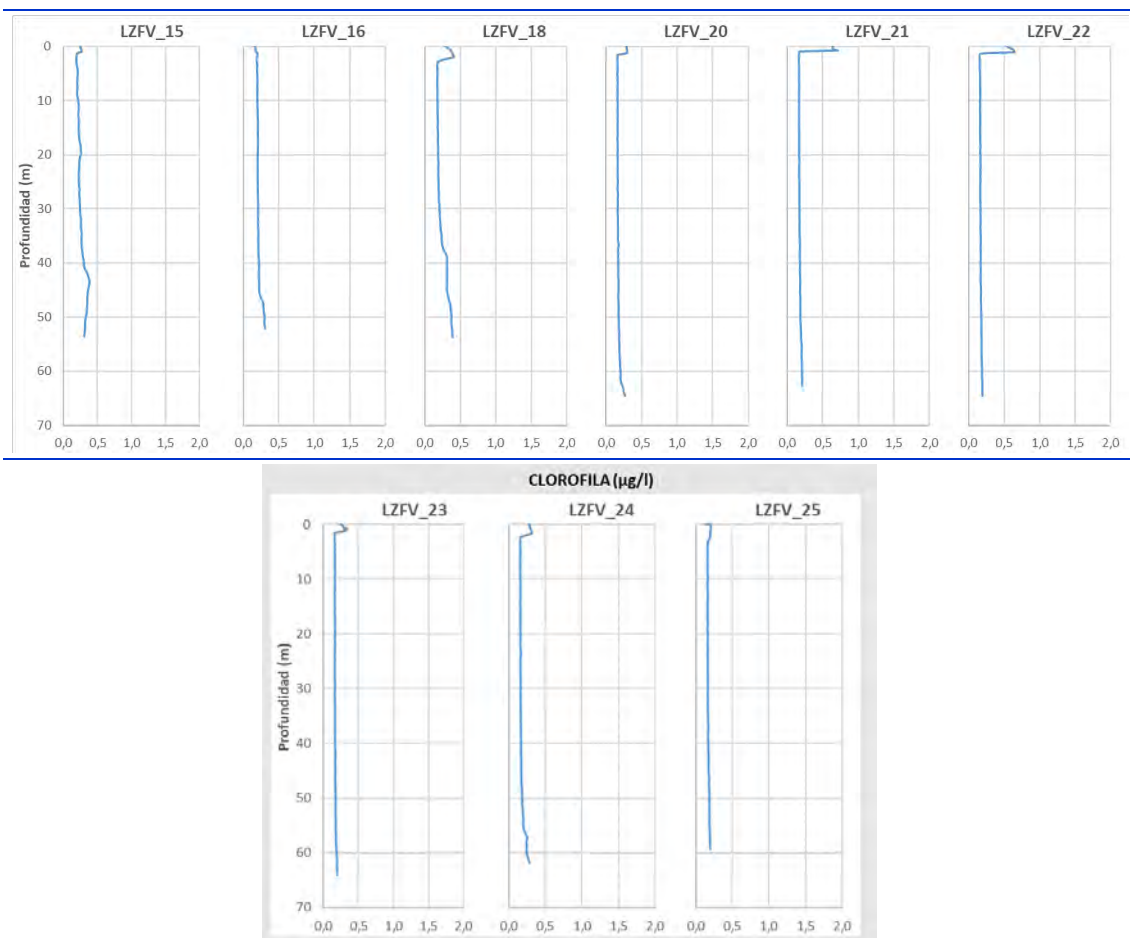 LZFV_15 LZFV_16 LZFV_18 LZFV_20 LZFV_21 LZFV_22
0
10
20
30
40
50
60
70
Profundidad (m)
0,0 0,5 1,0 1,5 2,0 0,0 0,5 1,0 1,5 2,0 0,0 0,5 1,0 1,5 2,0 0,0 0,5 1,0 1,5 2,0 0,0 0,5 1,0 1,5 2,0 0,0 0,5 1,0 1,5 2,0
CLOROFILA (µg/l)
LZFV_23 LZFV_24 LZFV_25
0
10
20
30
40
50
60
70
Profundidad (m)
0,0 0,5 1,0 1,5 2,0 0,0 0,5 1,0 1,5 2,0 0,0 0,5 1,0 1,5 2,0